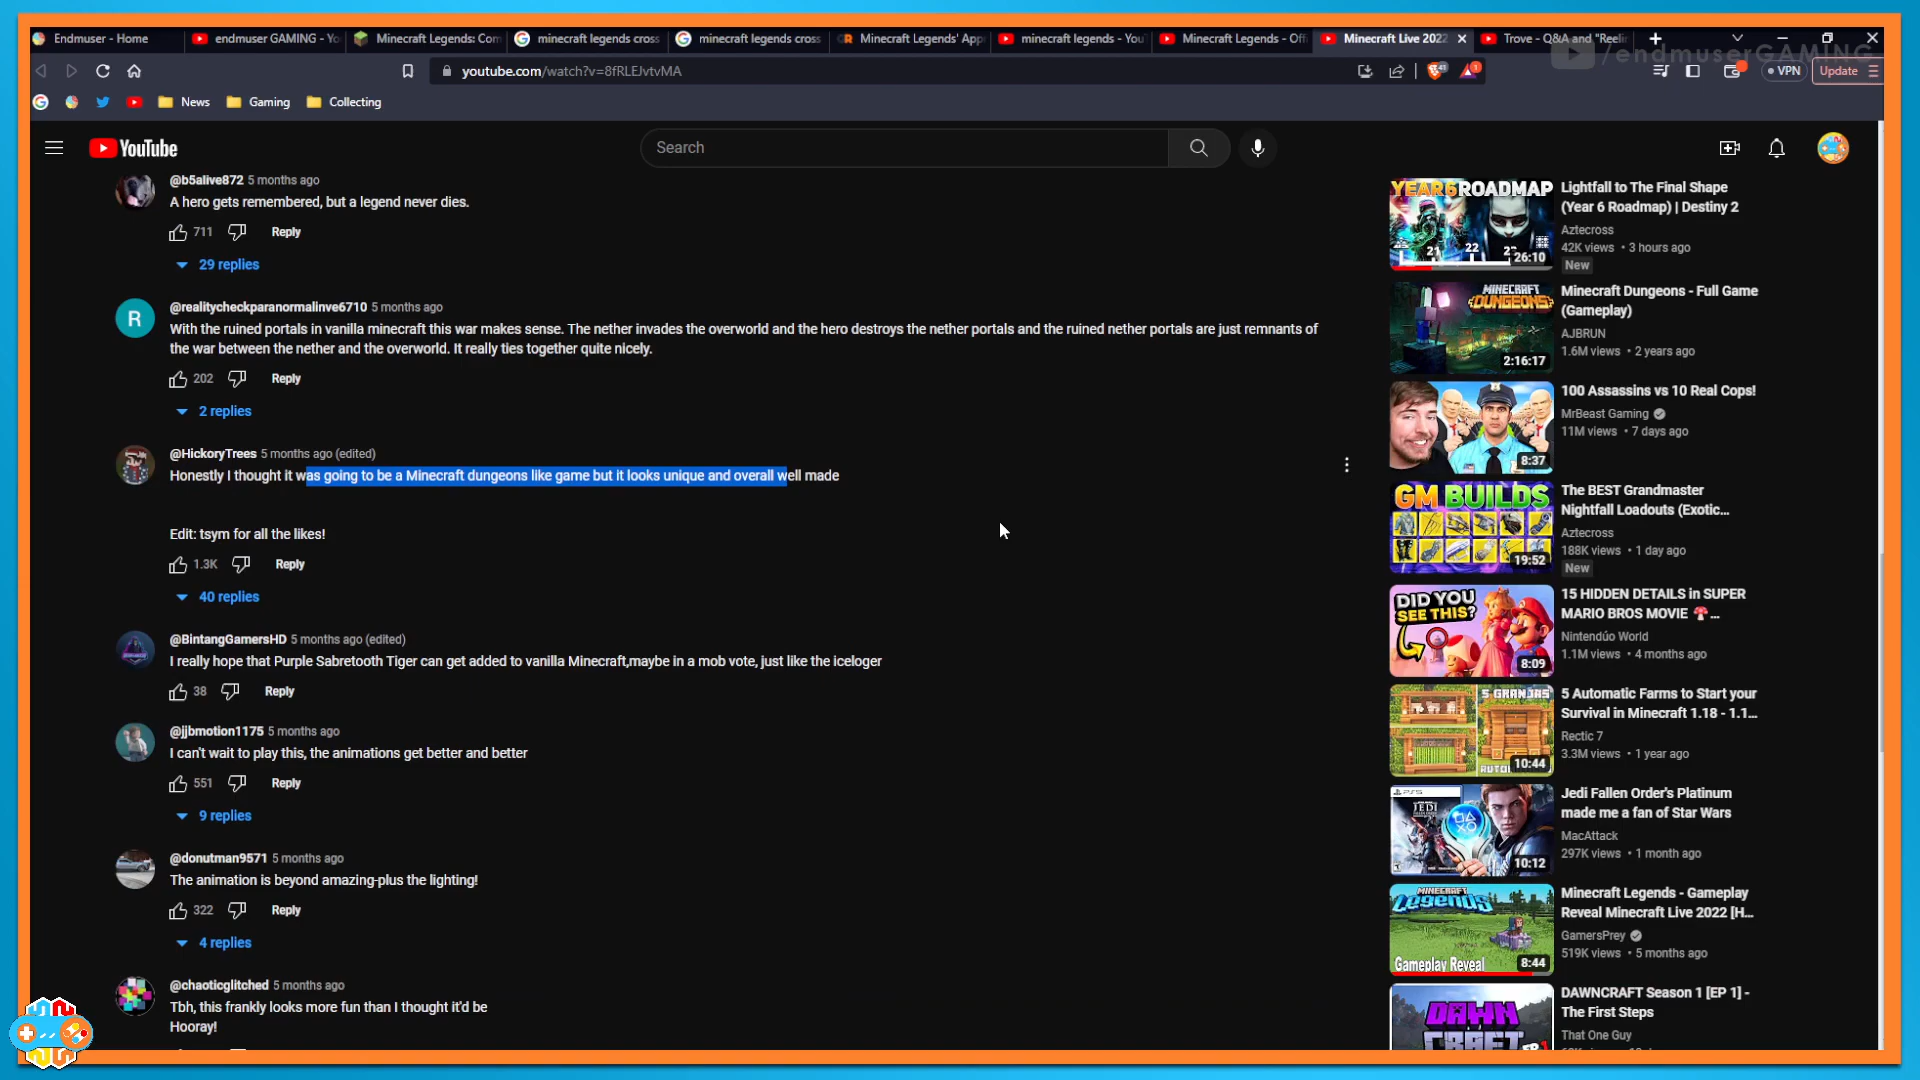 Endmuser - Home
endmuser GAMING - Yo
Minecraft Legends: Com
minecraft legends cross
minecraft legends cross
Minecraft Legends' App
minecraft legends - You
Minecraft Legends - Off
Minecraft Live 2022
Trove - Q&A and "Reeli
/endmuserGAMING
youtube.com/watch?v=8fRLEJvtvMA
VPN
Update
News
Gaming
Collecting
YouTube
Search
@b5alive872 5 months ago
A hero gets remembered, but a legend never dies.
711
Reply
29 replies
R
@realitycheckparanormalinve6710 5 months ago
With the ruined portals in vanilla minecraft this war makes sense. The nether invades the overworld and the hero destroys the nether portals and the ruined nether portals are just remnants of
the war between the nether and the overworld. It really ties together quite nicely.
202
Reply
2 replies
@HickoryTrees 5 months ago (edited)
Honestly I thought it was going to be a Minecraft dungeons like game but it looks unique and overall well made
Edit: tsym for all the likes!
1.3K
Reply
40 replies
@BintangGamersHD 5 months ago (edited)
I really hope that Purple Sabretooth Tiger can get added to vanilla Minecraft,maybe in a mob vote, just like the iceloger
38
Reply
@jjbmotion1175 5 months ago
I can't wait to play this, the animations get better and better
551
Reply
9 replies
@donutman9571 5 months ago
The animation is beyond amazing-plus the lighting!
322
Reply
4 replies
@chaoticglitched 5 months ago
Tbh, this frankly looks more fun than I thought it'd be
Hooray!
YEAR 6 ROADMAP
21
22
26:10
Lightfall to The Final Shape
(Year 6 Roadmap) | Destiny 2
Aztecross
42K views • 3 hours ago
New
MINECRAFT
DUNGEONS
2:16:17
Minecraft Dungeons - Full Game
(Gameplay)
AJBRUN
1.6M views • 2 years ago
8:37
100 Assassins vs 10 Real Cops!
MrBeast Gaming
11M views • 7 days ago
GM BUILDS
19:52
The BEST Grandmaster
Nightfall Loadouts (Exotic...
Aztecross
188K views • 1 day ago
New
DID YOU
SEE THIS?
8:09
15 HIDDEN DETAILS in SUPER
MARIO BROS MOVIE 🍄...
Nintendúo World
1.1M views • 4 months ago
5 GRANJAS
10:44
5 Automatic Farms to Start your
Survival in Minecraft 1.18 - 1.1...
Rectic 7
3.3M views • 1 year ago
PS5
JEDI
10:12
Jedi Fallen Order's Platinum
made me a fan of Star Wars
MacAttack
297K views • 1 month ago
MINECRAFT
Legends
Gameplay Reveal
8:44
Minecraft Legends - Gameplay
Reveal Minecraft Live 2022 [H...
GamersPrey
519K views • 5 months ago
DAWN
CRAFT
DAWNCRAFT Season 1 [EP 1] -
The First Steps
That One Guy